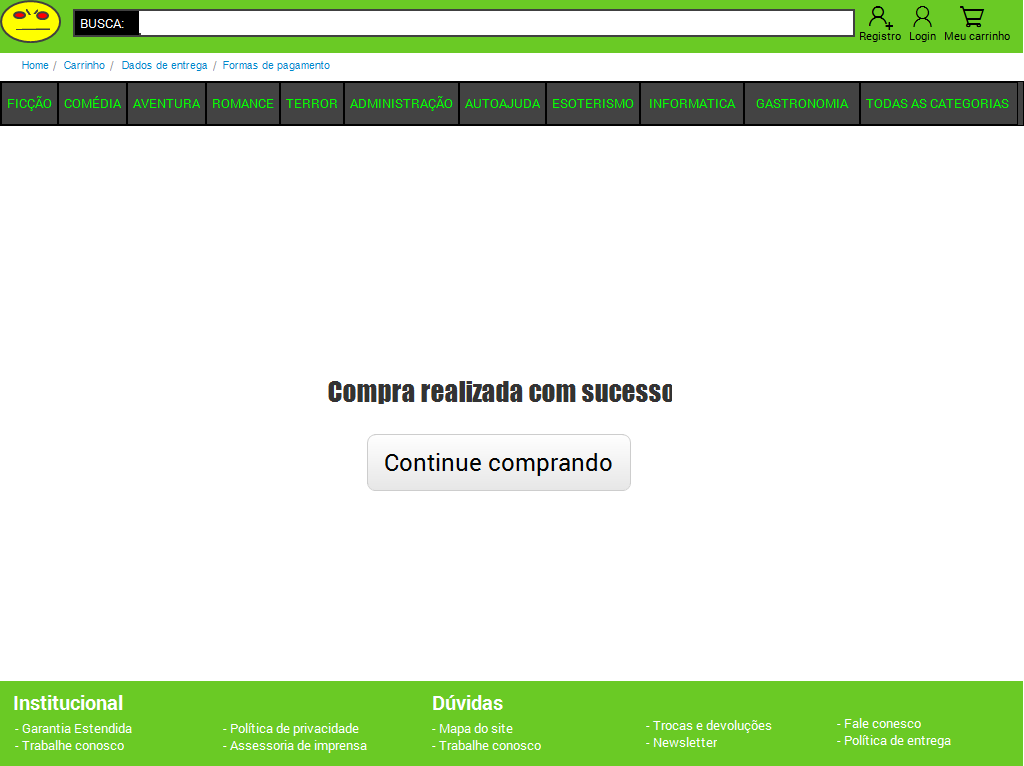 BUSCA:
Registro Login Meu carrinho
Home / Carrinho / Dados de entrega / Formas de pagamento
FICÇÃO COMÉDIA AVENTURA ROMANCE TERROR ADMINISTRAÇÃO AUTOAJUDA ESOTERISMO INFORMATICA GASTRONOMIA TODAS AS CATEGORIAS
Compra realizada com sucesso
Continue comprando
Institucional
- Garantia Estendida
- Trabalhe conosco
- Política de privacidade
- Assessoria de imprensa
Dúvidas
- Mapa do site
- Trabalhe conosco
- Trocas e devoluções
- Newsletter
- Fale conesco
- Política de entrega